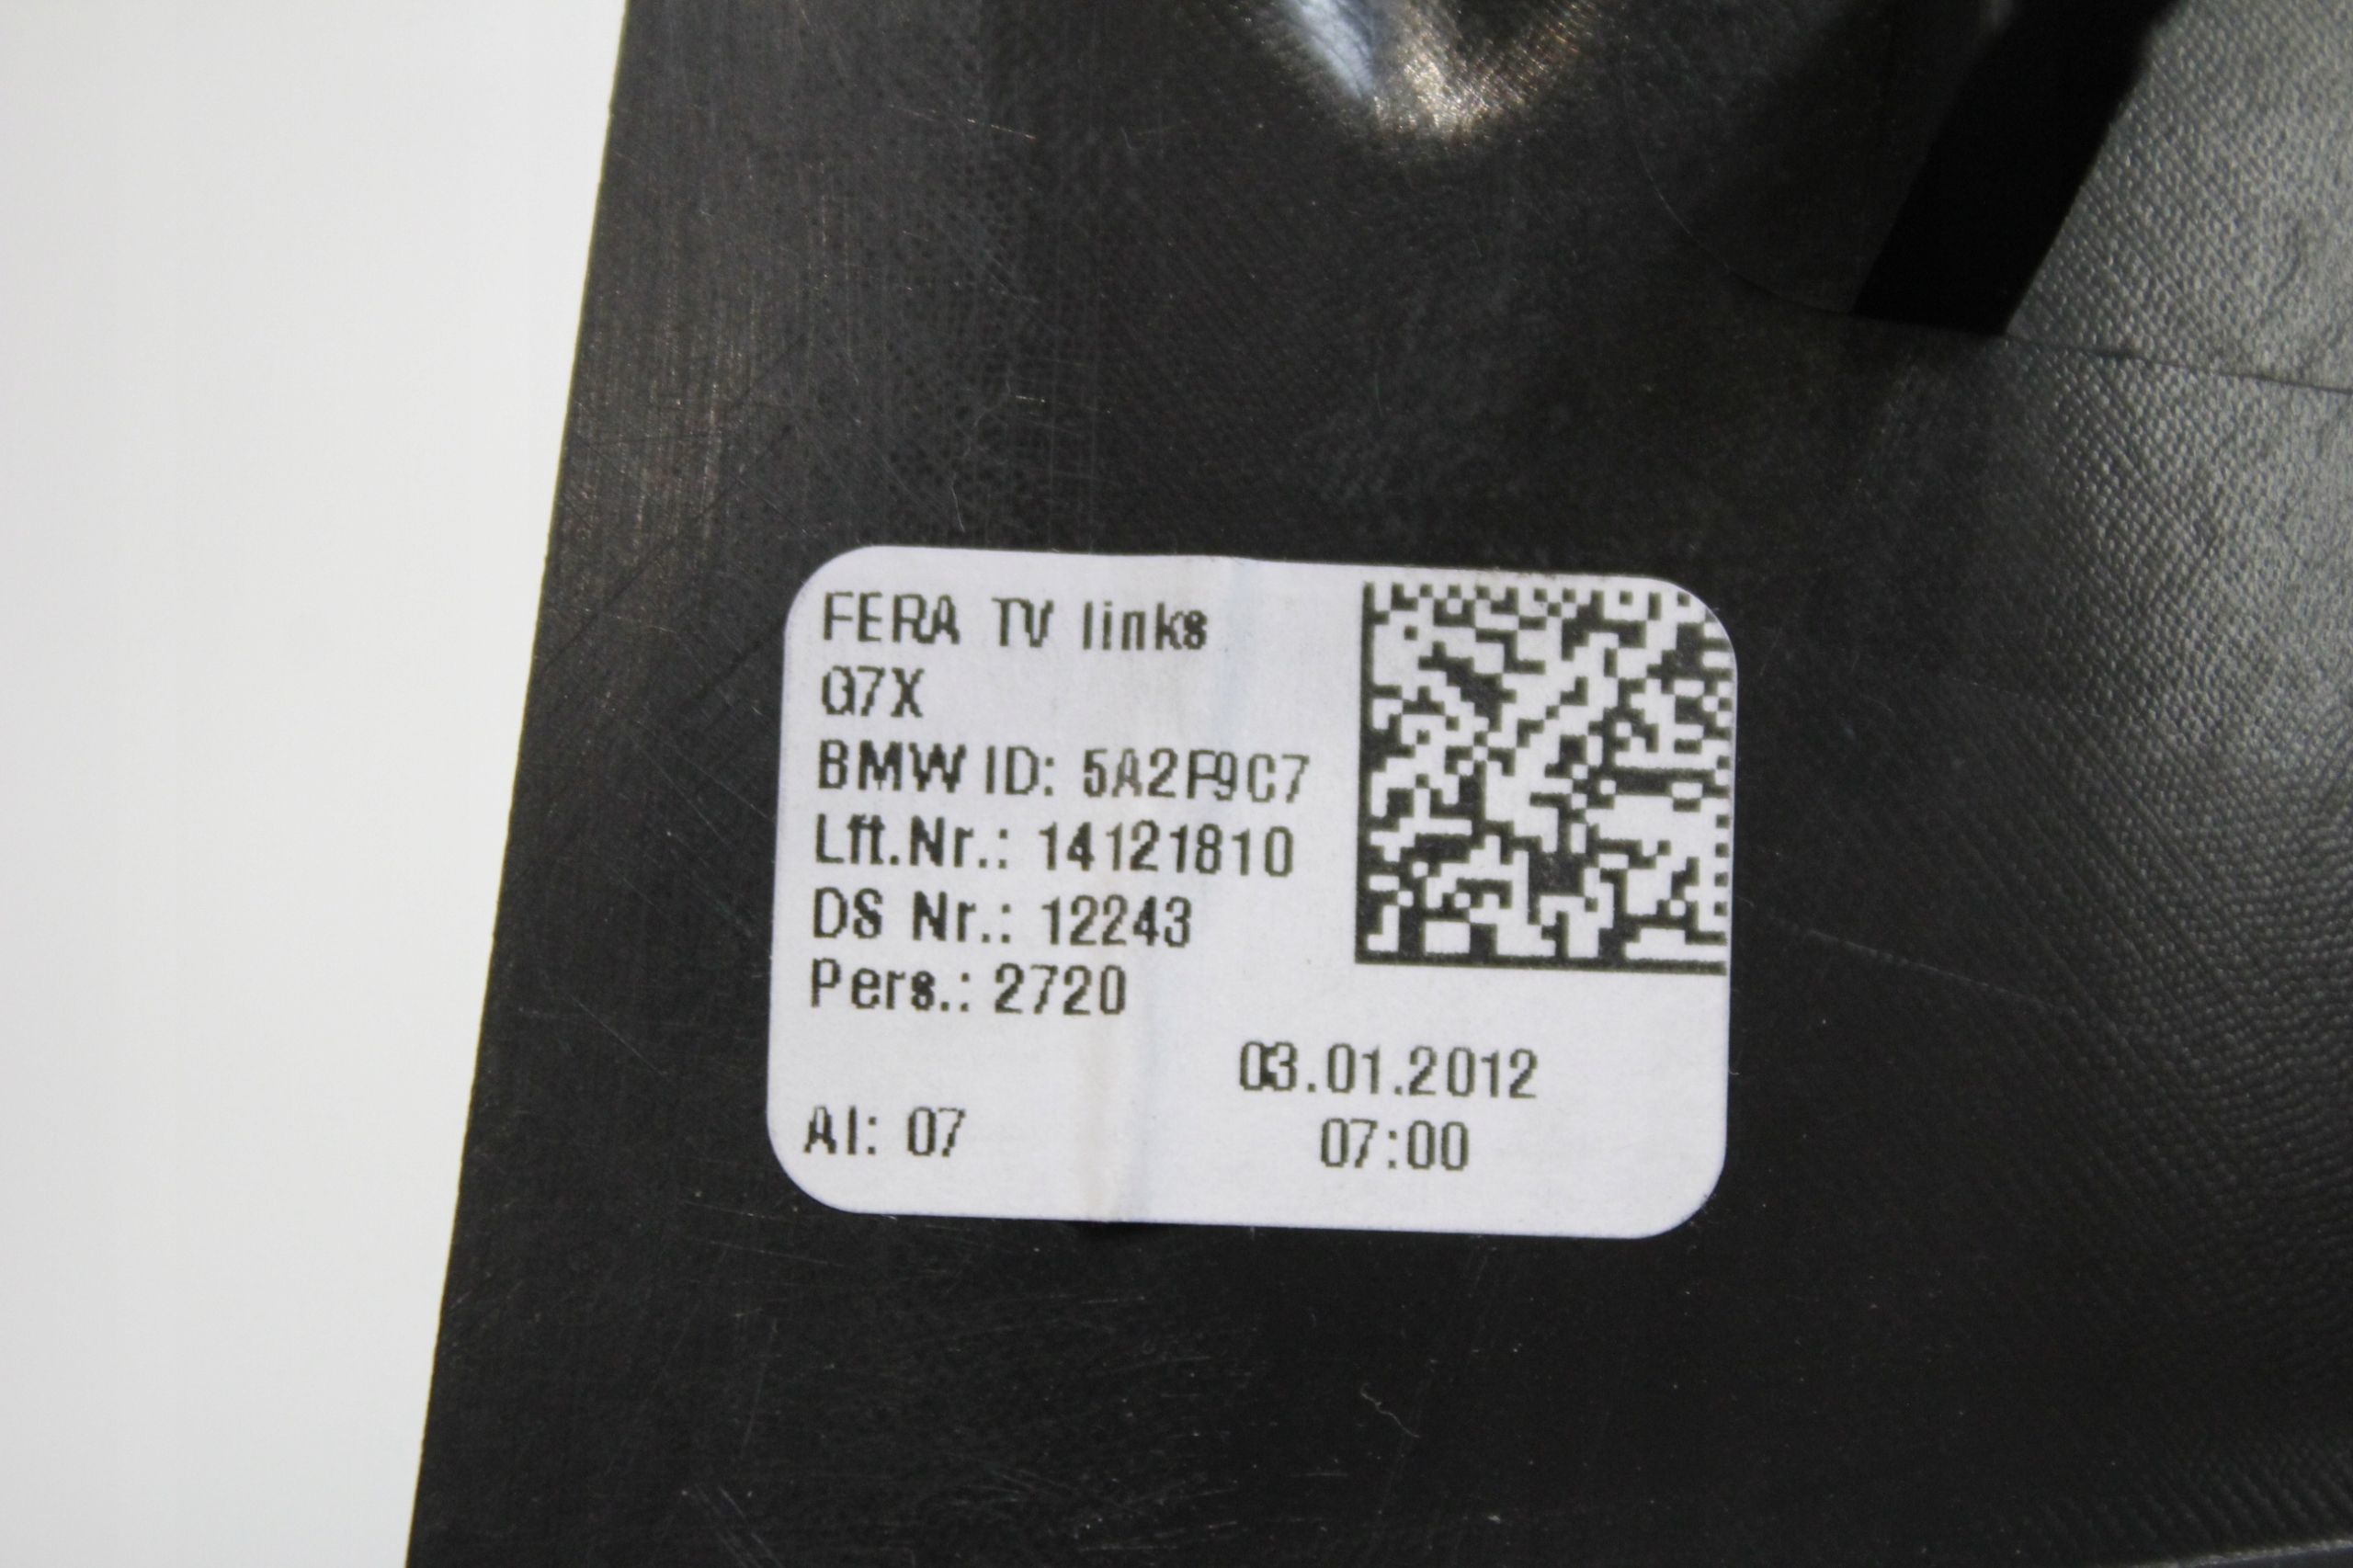 FERA TV links
G7X
BMW ID: 5A2F9C7
Lft.Nr.: 14121810
DS Nr.: 12243
Pers.: 2720
03.01.2012
AI: 07 07:00